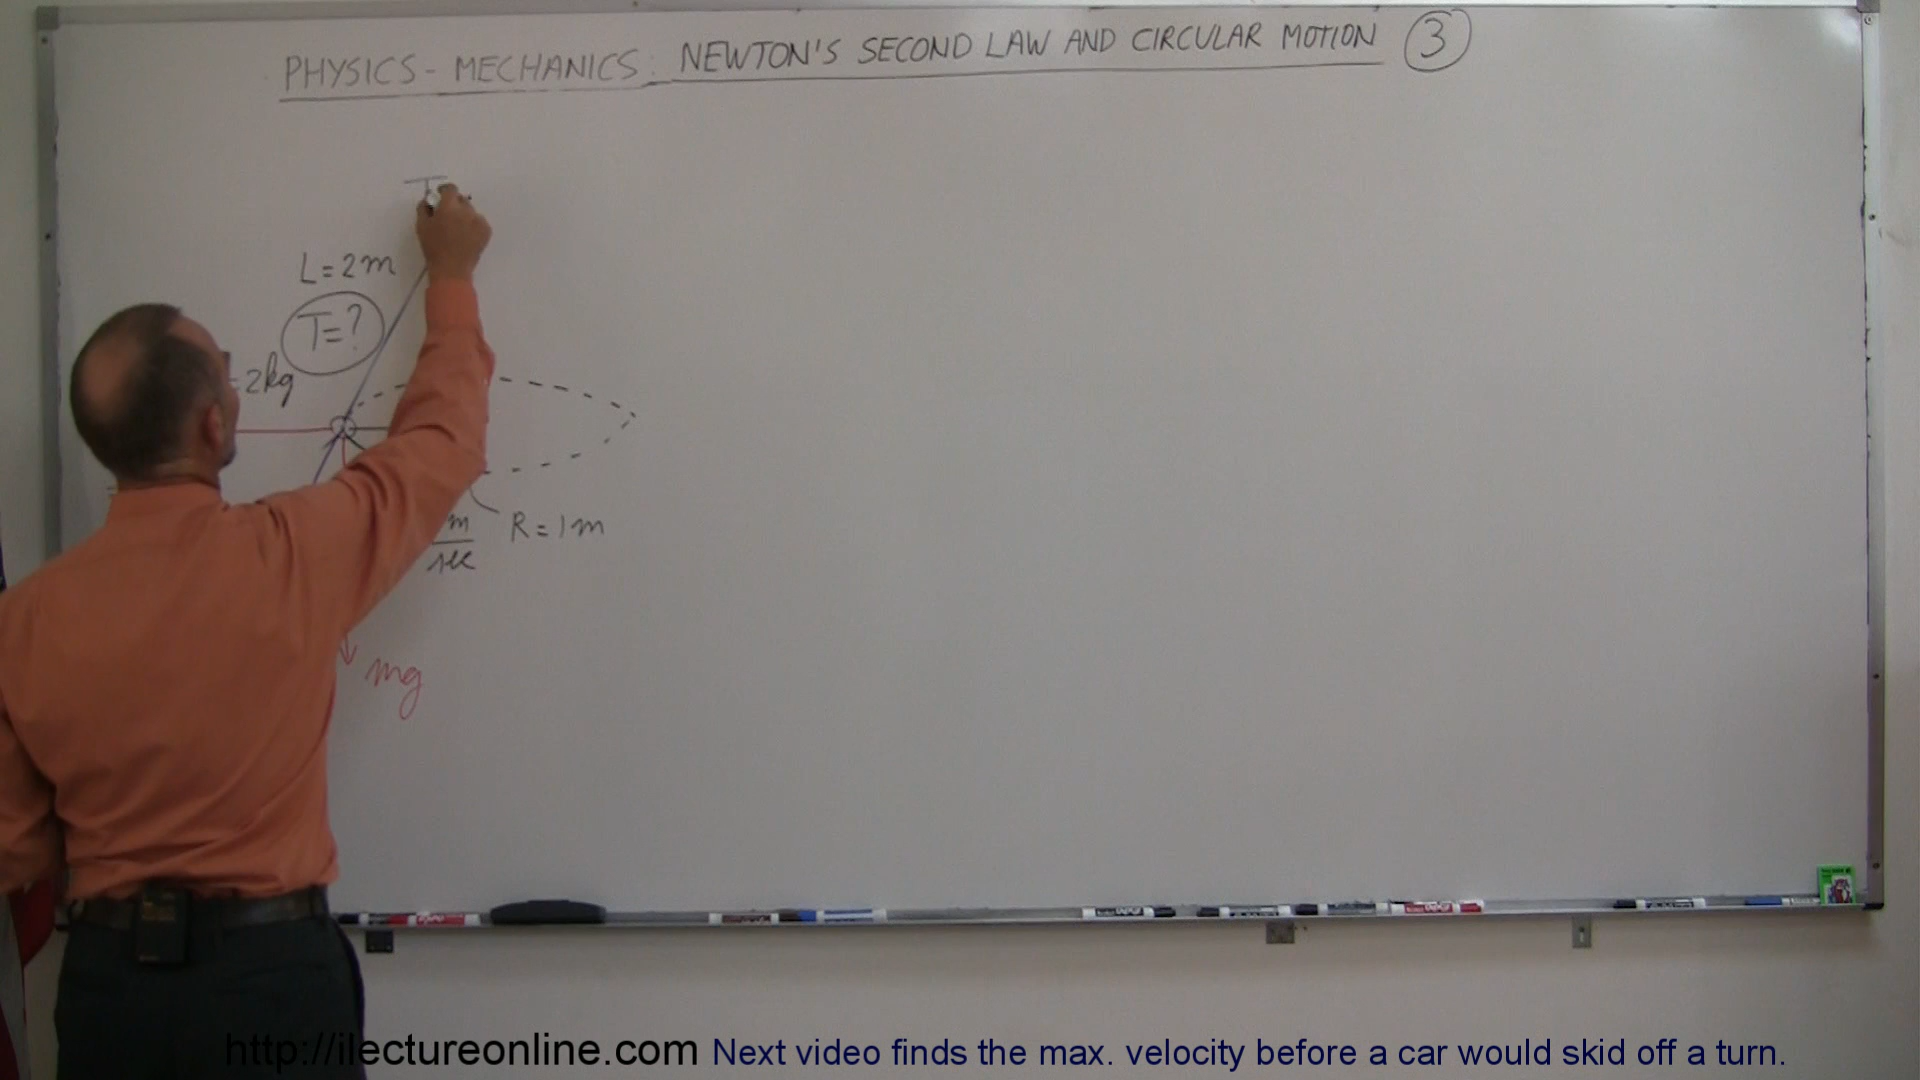 PHYSICS - MECHANICS: NEWTON'S SECOND LAW AND CIRCULAR MOTION 3
T
L = 2m
T = ?
= 2kg
m
sec
R = 1m
mg
http://ilectureonline.com Next video finds the max. velocity before a car would skid off a turn.